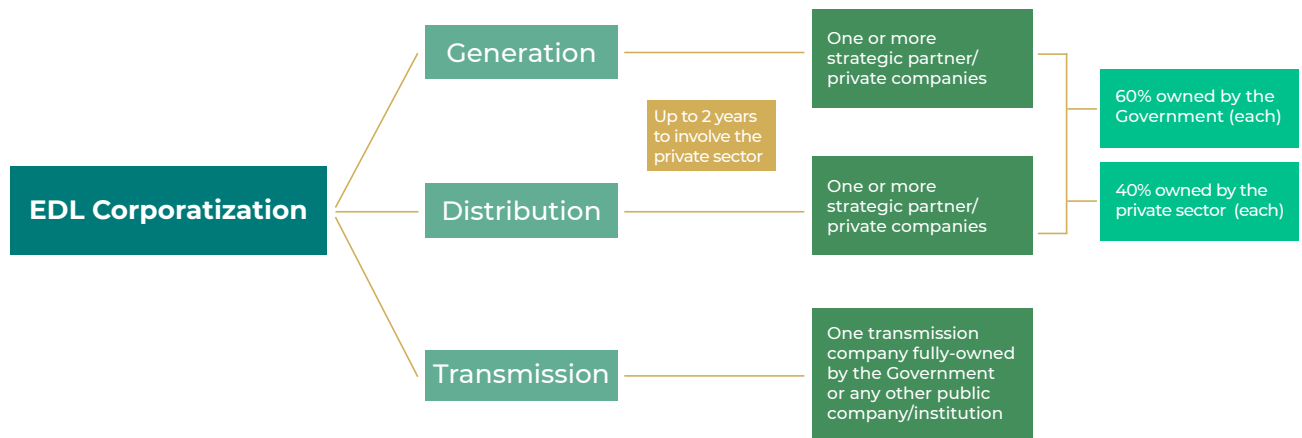 EDL Corporatization
Generation
Distribution
Transmission
Up to 2 years
to involve the
private sector
One or more
strategic partner/
private companies
One or more
strategic partner/
private companies
One transmission
company fully-owned
by the Government
or any other public
company/institution
60% owned by the
Government (each)
40% owned by the
private sector (each)